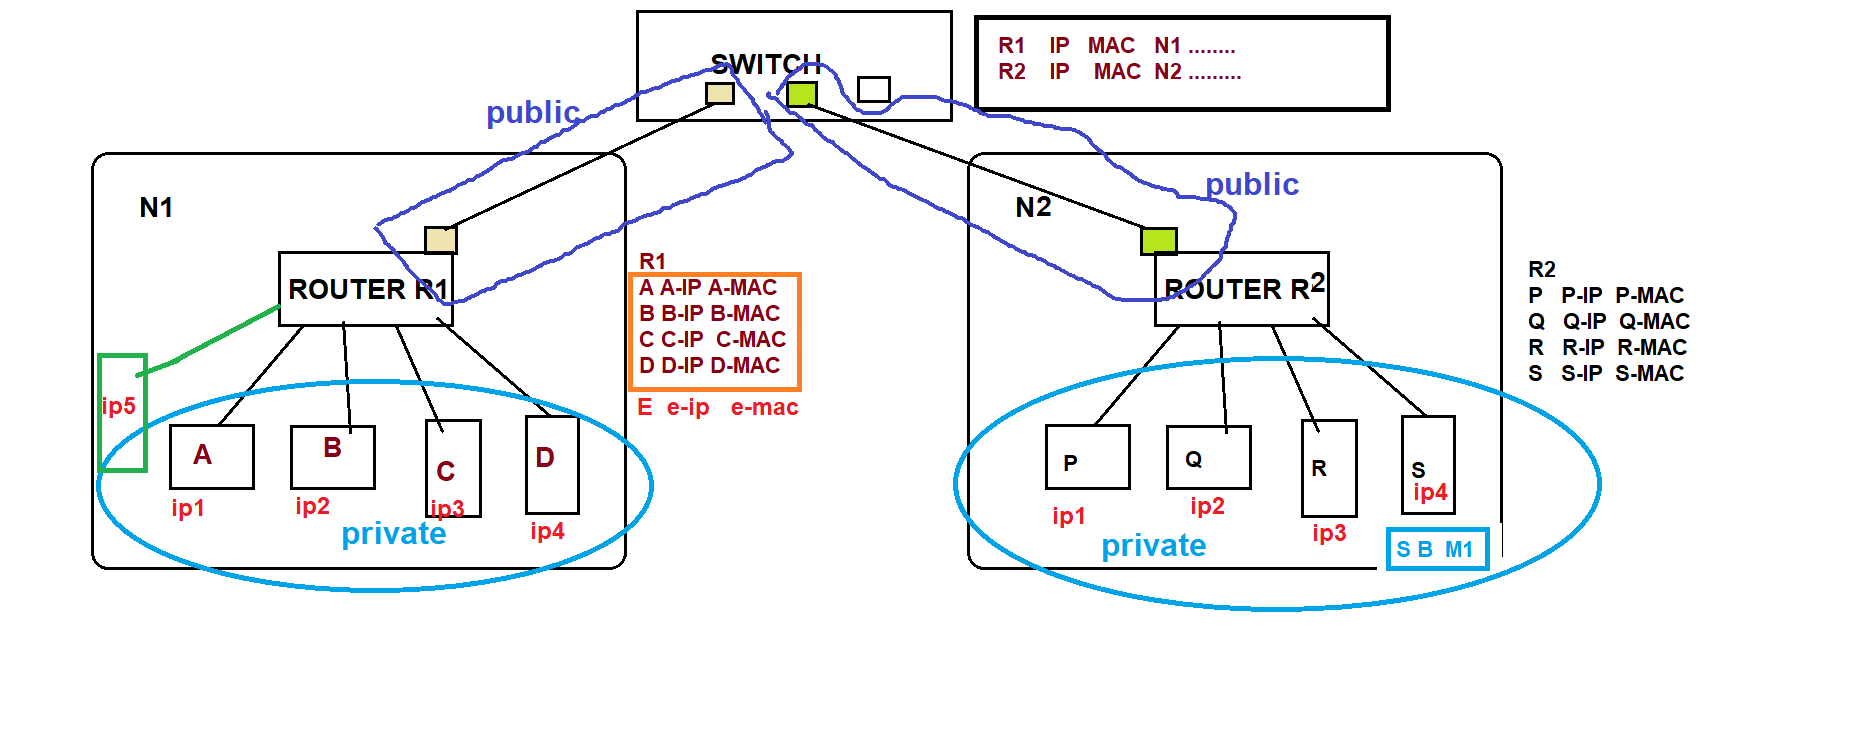 SWITCH
R1 IP MAC N1 ........
R2 IP MAC N2 .........
public
public
N1
N2
ROUTER R1
ROUTER R2
R1
A A-IP A-MAC
B B-IP B-MAC
C C-IP C-MAC
D D-IP D-MAC
E e-ip e-mac
R2
P P-IP P-MAC
Q Q-IP Q-MAC
R R-IP R-MAC
S S-IP S-MAC
ip5
A
B
C
D
ip1
ip2
ip3
ip4
private
P
Q
R
S
ip1
ip2
ip3
ip4
private
S B M1